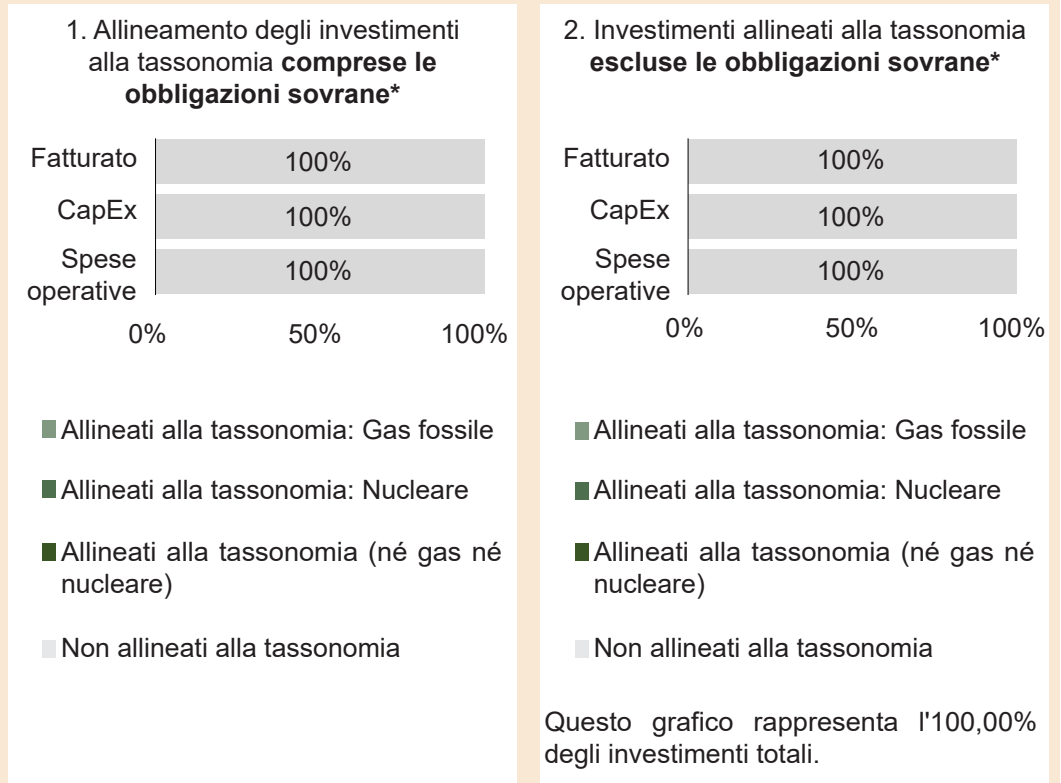 1. Allineamento degli investimenti
alla tassonomia comprese le
obbligazioni sovrane*
Fatturato
100%
CapEx
100%
Spese
operative
100%
0%
50%
100%
Allineati alla tassonomia: Gas fossile
Allineati alla tassonomia: Nucleare
Allineati alla tassonomia (né gas né
nucleare)
Non allineati alla tassonomia
2. Investimenti allineati alla tassonomia
escluse le obbligazioni sovrane*
Fatturato
100%
CapEx
100%
Spese
operative
100%
0%
50%
100%
Allineati alla tassonomia: Gas fossile
Allineati alla tassonomia: Nucleare
Allineati alla tassonomia (né gas né
nucleare)
Non allineati alla tassonomia
Questo grafico rappresenta l'100,00%
degli investimenti totali.